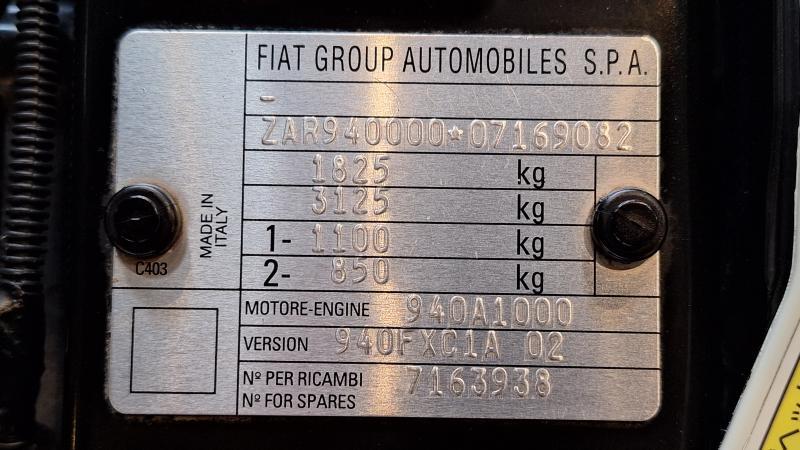 FIAT GROUP AUTOMOBILES S.P.A.
-
ZAR940000*07169082
1825 kg
3125 kg
1- 1100 kg
2- 850 kg
MADE IN
ITALY
C403
MOTORE-ENGINE 940A1000
VERSION 940FXC1A 02
Nº PER RICAMBI 7163938
Nº FOR SPARES